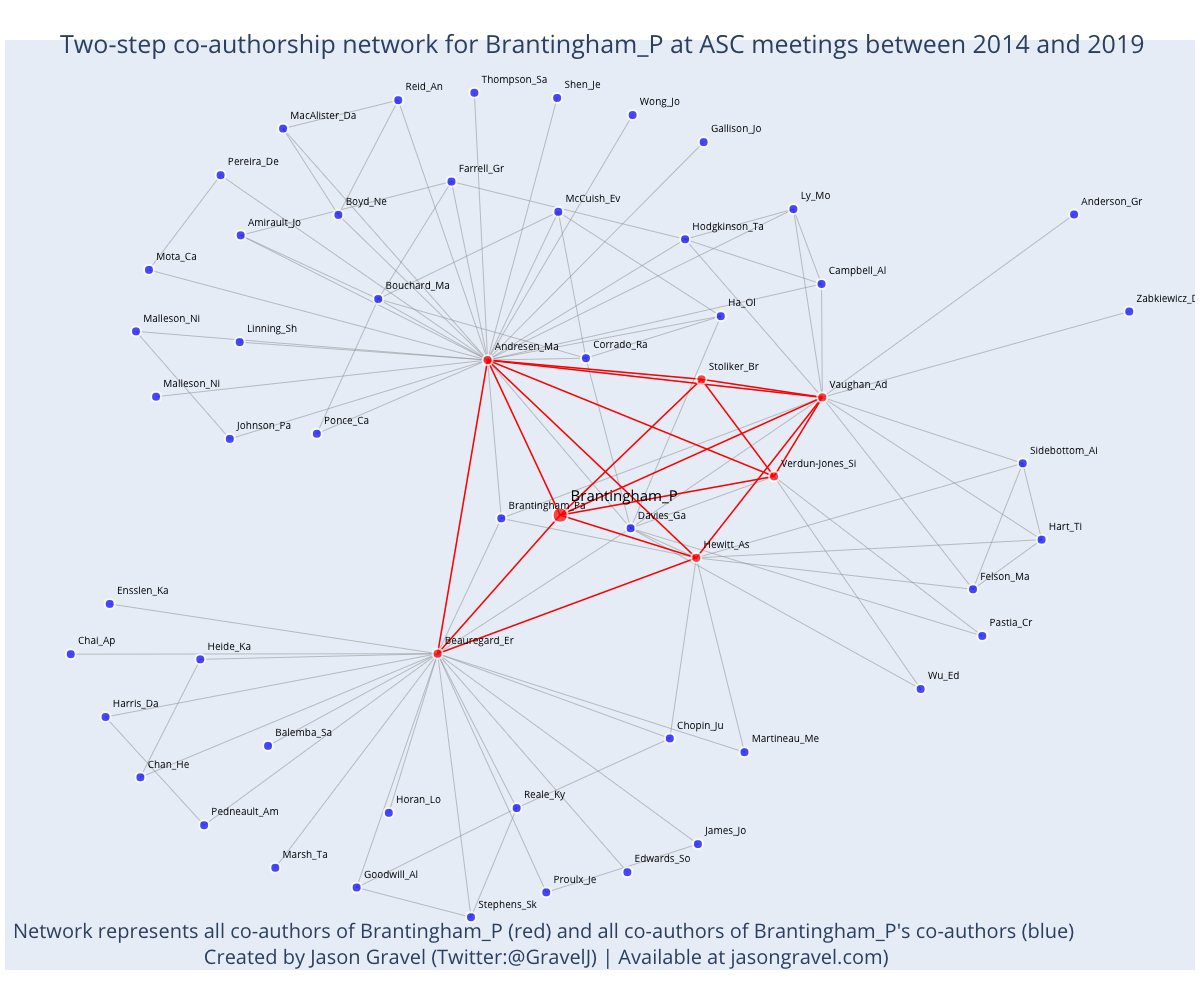 Two-step co-authorship network for Brantingham_P at ASC meetings between 2014 and 2019
Thompson_Sa
Reid_An
Shen_Je
Wong_Jo
MacAlister_Da
Gallison_Jo
Pereira_De
Farrell_Gr
Boyd_Ne
McCuish_Ev
Ly_Mo
Anderson_Gr
Amirault_Jo
Hodgkinson_Ta
Mota_Ca
Campbell_Al
Bouchard_Ma
Ha_Ol
Zabkiewicz_D
Malleson_Ni
Linning_Sh
Andresen_Ma
Corrado_Ra
Stoliker_Br
Malleson_Ni
Vaughan_Ad
Johnson_Pa
Ponce_Ca
Sidebottom_Ai
Verdun-Jones_Si
Brantingham_P
Brantingham_Pa
Davies_Ga
Hart_Ti
Hewitt_As
Felson_Ma
Ensslen_Ka
Pastia_Cr
Chai_Ap
Heide_Ka
Beauregard_Er
Wu_Ed
Harris_Da
Balemba_Sa
Chopin_Ju
Martineau_Me
Chan_He
Horan_Lo
Reale_Ky
Pedneault_Am
James_Jo
Marsh_Ta
Edwards_So
Goodwill_Al
Proulx_Je
Stephens_Sk
Network represents all co-authors of Brantingham_P (red) and all co-authors of Brantingham_P's co-authors (blue)
Created by Jason Gravel (Twitter:@GravelJ) | Available at jasongravel.com)